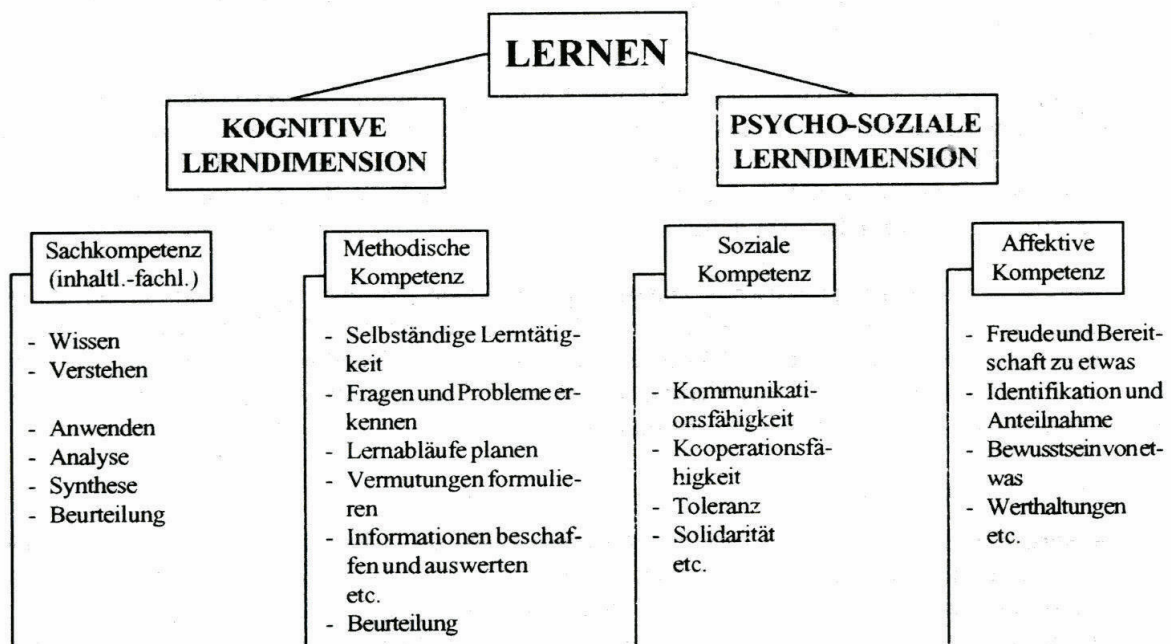 LERNEN
KOGNITIVE
LERNDIMENSION
PSYCHO-SOZIALE
LERNDIMENSION
Sachkompetenz
(inhaltl.-fachl.)
- Wissen
- Verstehen
- Anwenden
- Analyse
- Synthese
- Beurteilung
Methodische
Kompetenz
- Selbständige Lerntätig-
keit
- Fragen und Probleme er-
kennen
- Lernabläufe planen
- Vermutungen formulie-
ren
- Informationen beschaf-
fen und auswerten
etc.
- Beurteilung
Soziale
Kompetenz
- Kommunikati-
onsfähigkeit
- Kooperationsfä-
higkeit
- Toleranz
- Solidarität
etc.
Affektive
Kompetenz
- Freude und Bereit-
schaft zu etwas
- Identifikation und
Anteilnahme
- Bewusstsein von et-
was
- Werthaltungen
etc.